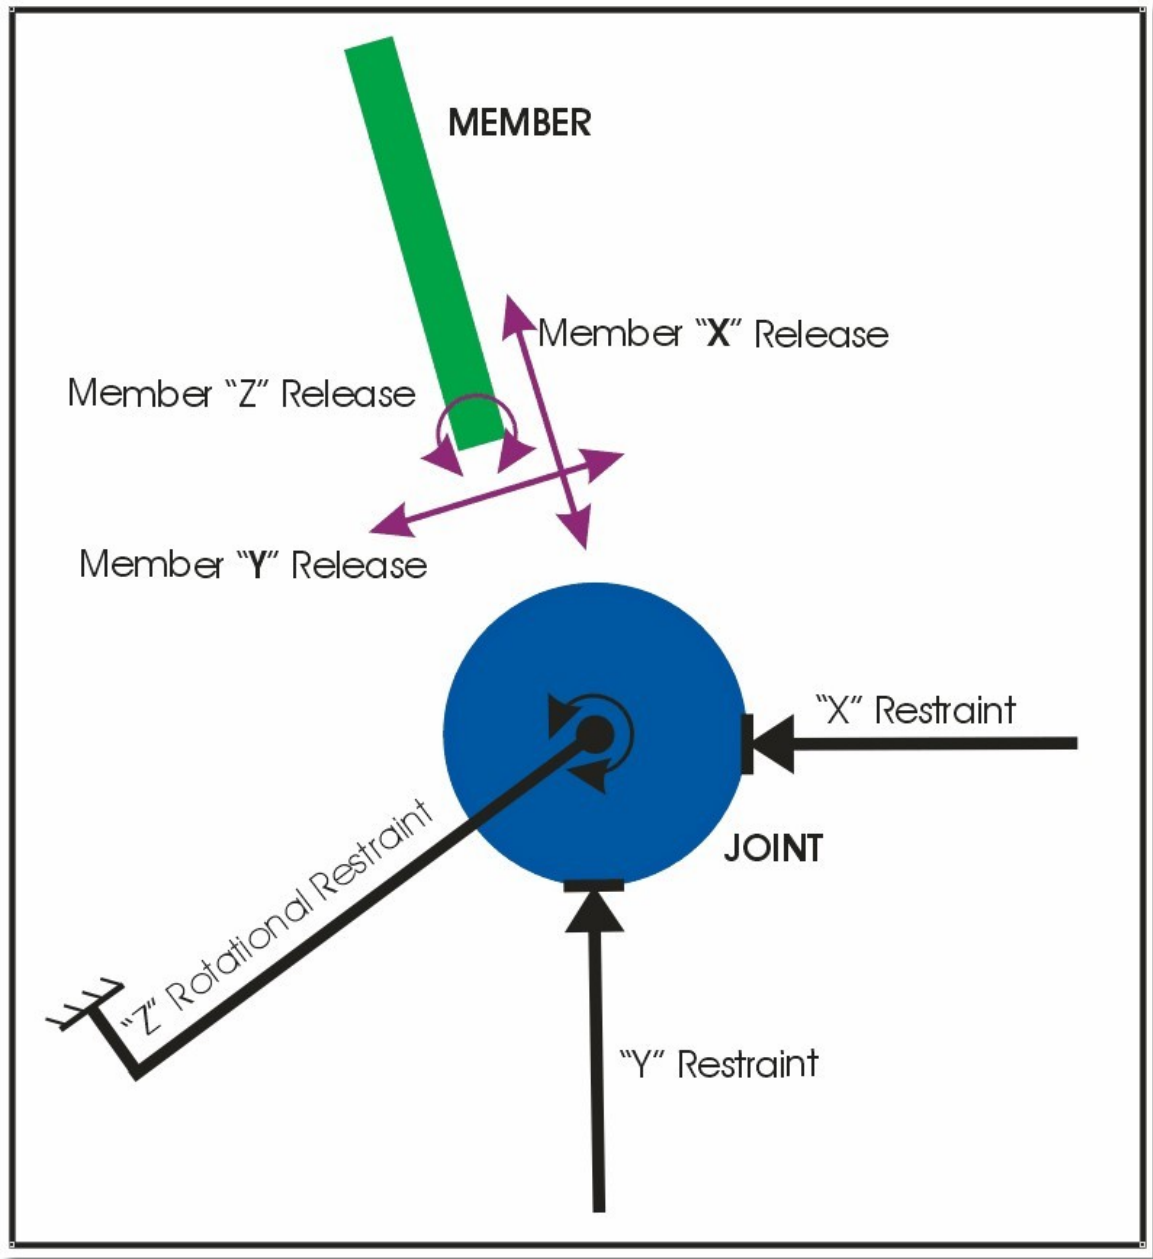 MEMBER
Member “X” Release
Member “Z” Release
Member “Y” Release
“X” Restraint
JOINT
“Z” Rotational Restraint
“Y” Restraint